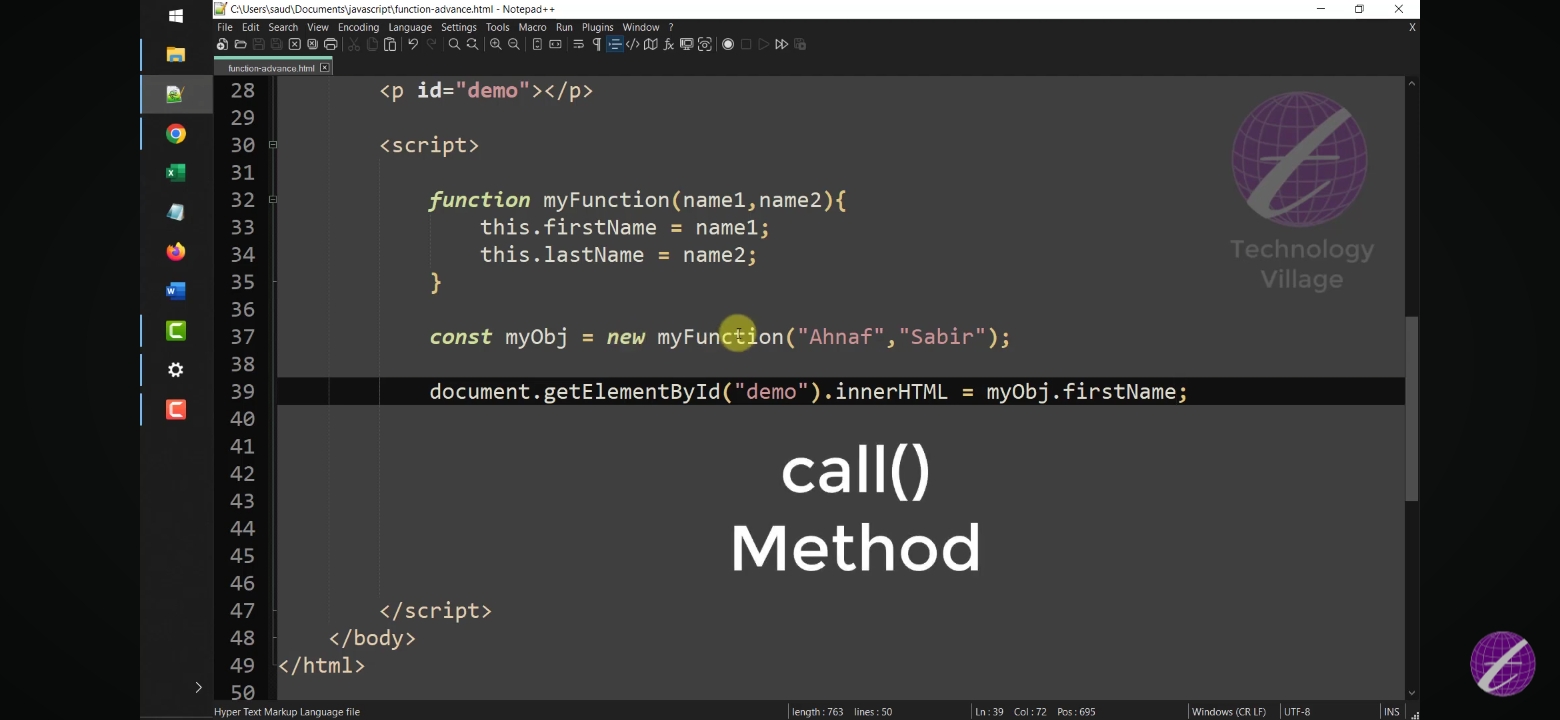 C:\Users\saud\Documents\javascript\function-advance.html - Notepad++
File Edit Search View Encoding Language Settings Tools Macro Run Plugins Window ? X
function-advance.html
28 <p id="demo"></p>
29
30 <script>
31
32 function myFunction(name1,name2){
33 this.firstName = name1;
34 this.lastName = name2;
35 }
36
37 const myObj = new myFunction("Ahnaf","Sabir");
38
39 document.getElementById("demo").innerHTML = myObj.firstName;
40
41
42
43
44
45
46
47 </script>
48 </body>
49 </html>
50
Technology
Village
call()
Method
Hyper Text Markup Language file length : 763 lines : 50 Ln : 39 Col : 72 Pos : 695 Windows (CR LF) UTF-8 INS